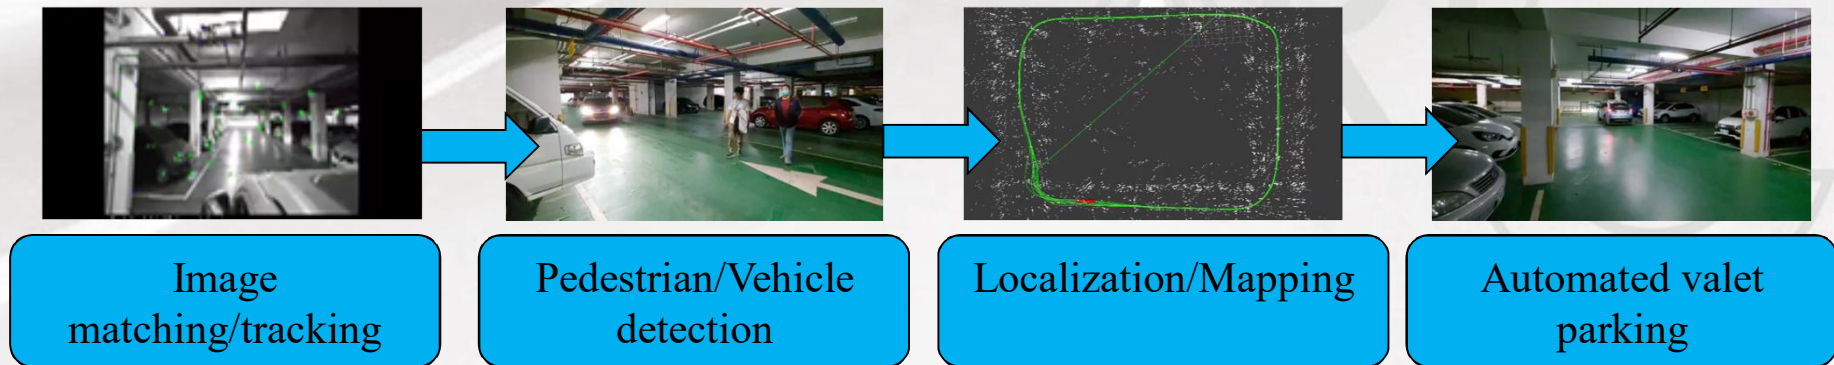 Image
matching/tracking
Pedestrian/Vehicle
detection
Localization/Mapping
Automated valet
parking